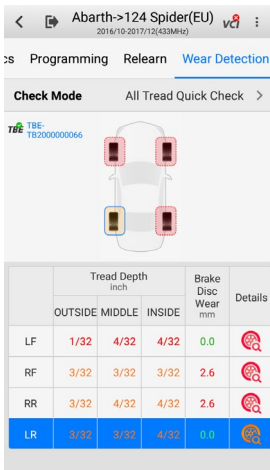 Abarth->124 Spider(EU)
2016/10-2017/12(433MHz)
VCI
cs Programming Relearn Wear Detection
Check Mode All Tread Quick Check >
TBE TBE-
TB2000000066
Tread Depth
inch
Brake
Disc
Wear
mm
Details
OUTSIDE MIDDLE INSIDE
LF 1/32 4/32 4/32 0.0
RF 3/32 3/32 3/32 2.6
RR 3/32 4/32 4/32 2.6
LR 3/32 3/32 4/32 0.0